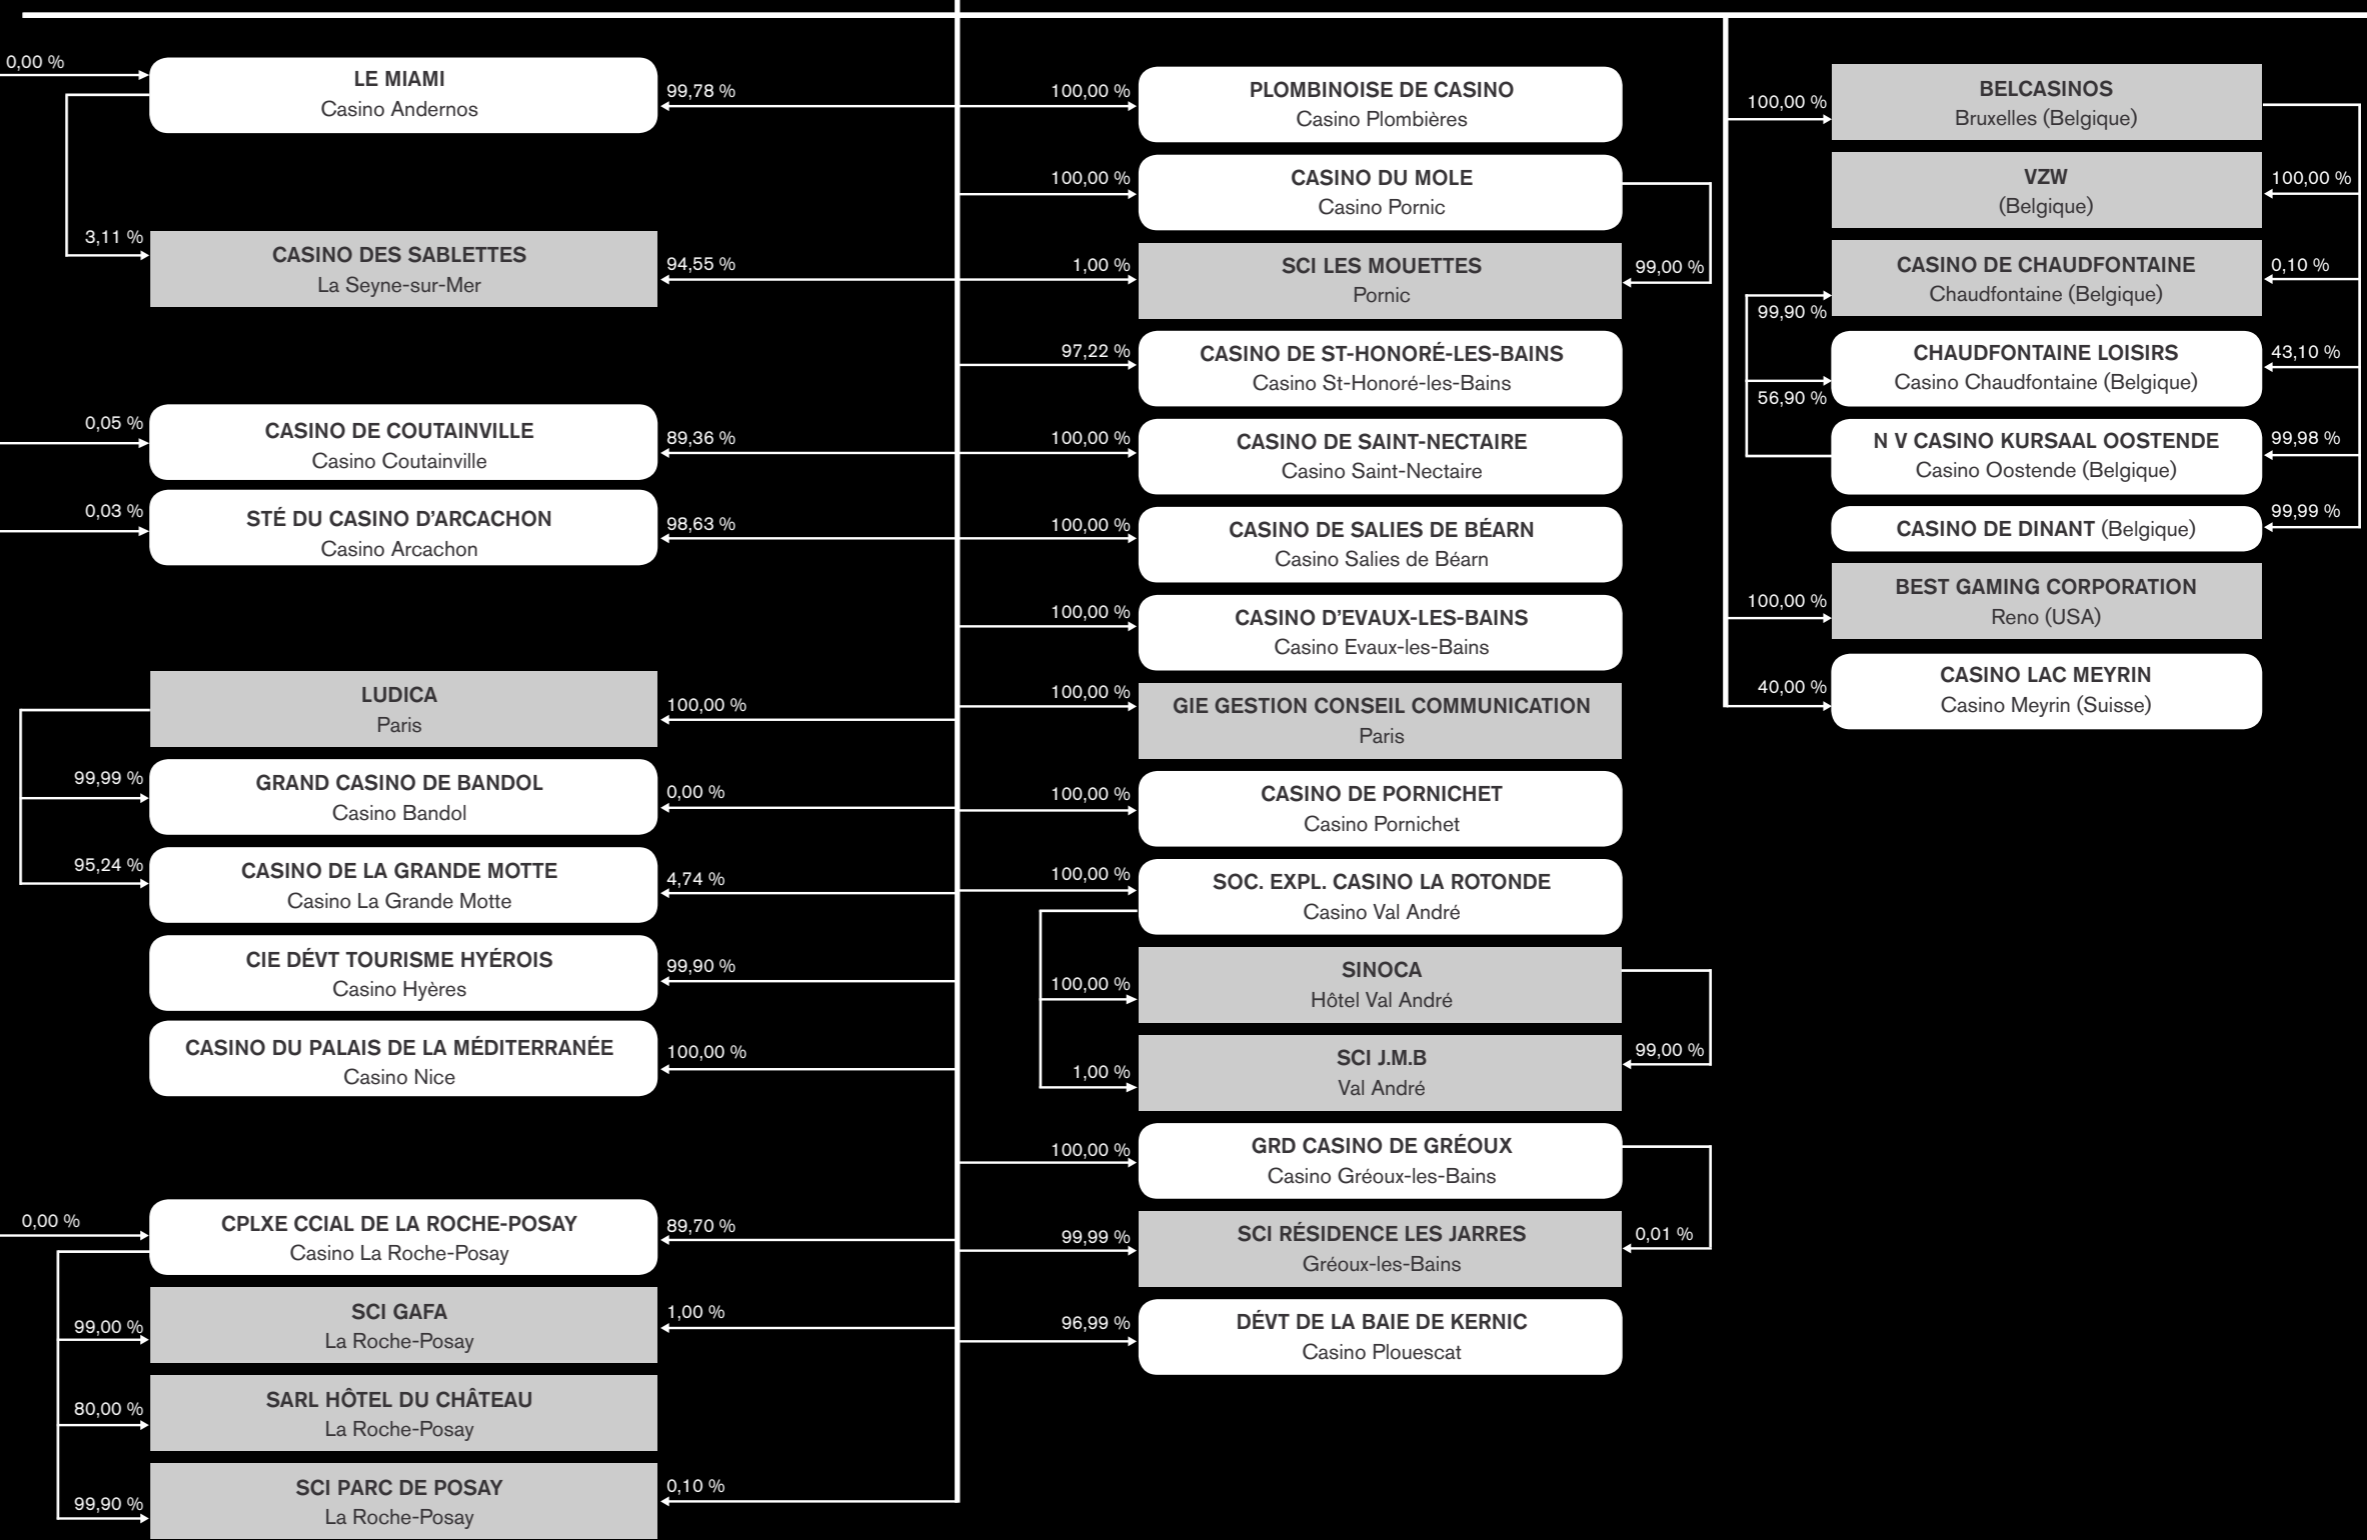 0,00 %
LE MIAMI
Casino Andernos
99,78 %
3,11 %
CASINO DES SABLETTES
La Seyne-sur-Mer
94,55 %
0,05 %
CASINO DE COUTAINVILLE
Casino Coutainville
89,36 %
0,03 %
STÉ DU CASINO D’ARCACHON
Casino Arcachon
98,63 %
LUDICA
Paris
100,00 %
99,99 %
GRAND CASINO DE BANDOL
Casino Bandol
0,00 %
95,24 %
CASINO DE LA GRANDE MOTTE
Casino La Grande Motte
4,74 %
CIE DÉVT TOURISME HYÉROIS
Casino Hyères
99,90 %
CASINO DU PALAIS DE LA MÉDITERRANÉE
Casino Nice
100,00 %
0,00 %
CPLXE CCIAL DE LA ROCHE-POSAY
Casino La Roche-Posay
89,70 %
99,00 %
SCI GAFA
La Roche-Posay
1,00 %
80,00 %
SARL HÔTEL DU CHÂTEAU
La Roche-Posay
99,90 %
SCI PARC DE POSAY
La Roche-Posay
0,10 %
100,00 %
PLOMBINOISE DE CASINO
Casino Plombières
100,00 %
CASINO DU MOLE
Casino Pornic
1,00 %
SCI LES MOUETTES
Pornic
99,00 %
97,22 %
CASINO DE ST-HONORÉ-LES-BAINS
Casino St-Honoré-les-Bains
100,00 %
CASINO DE SAINT-NECTAIRE
Casino Saint-Nectaire
100,00 %
CASINO DE SALIES DE BÉARN
Casino Salies de Béarn
100,00 %
CASINO D’EVAUX-LES-BAINS
Casino Evaux-les-Bains
100,00 %
GIE GESTION CONSEIL COMMUNICATION
Paris
100,00 %
CASINO DE PORNICHET
Casino Pornichet
100,00 %
SOC. EXPL. CASINO LA ROTONDE
Casino Val André
100,00 %
SINOCA
Hôtel Val André
1,00 %
SCI J.M.B
Val André
99,00 %
100,00 %
GRD CASINO DE GRÉOUX
Casino Gréoux-les-Bains
99,99 %
SCI RÉSIDENCE LES JARRES
Gréoux-les-Bains
0,01 %
96,99 %
DÉVT DE LA BAIE DE KERNIC
Casino Plouescat
100,00 %
BELCASINOS
Bruxelles (Belgique)
VZW
(Belgique)
100,00 %
CASINO DE CHAUDFONTAINE
Chaudfontaine (Belgique)
0,10 %
99,90 %
CHAUDFONTAINE LOISIRS
Casino Chaudfontaine (Belgique)
43,10 %
56,90 %
N V CASINO KURSAAL OOSTENDE
Casino Oostende (Belgique)
99,98 %
CASINO DE DINANT (Belgique)
99,99 %
100,00 %
BEST GAMING CORPORATION
Reno (USA)
40,00 %
CASINO LAC MEYRIN
Casino Meyrin (Suisse)